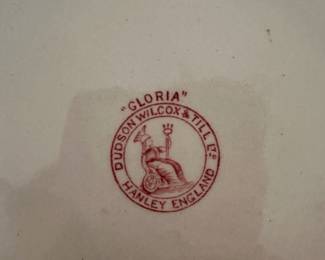 "GLORIA"
DUDSON WILCOX & TILL LTD
HANLEY ENGLAND